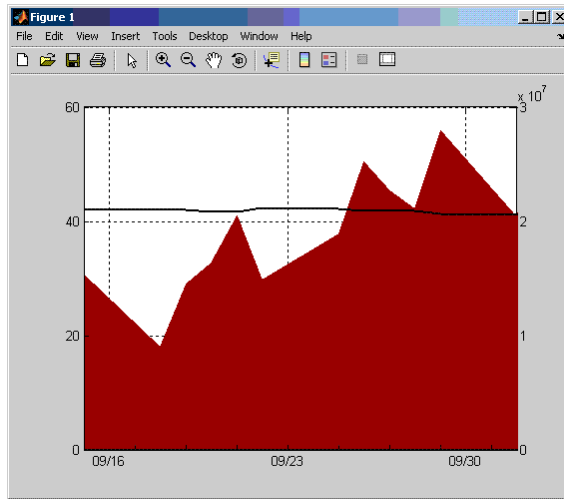 Figure 1
File Edit View Insert Tools Desktop Window Help
x 10^7
60 3
40 2
20 1
0 0
09/16 09/23 09/30